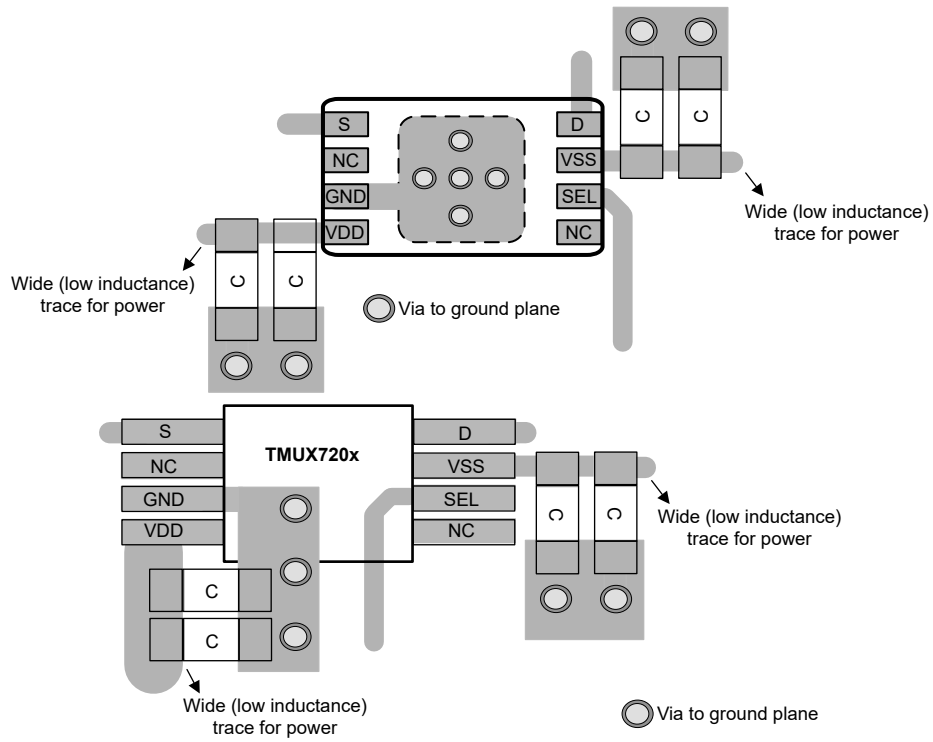 C
C
S
D
NC
VSS
GND
SEL
VDD
NC
Wide (low inductance)
trace for power
Wide (low inductance)
trace for power
C
C
Via to ground plane
S
TMUX720x
D
NC
VSS
GND
SEL
VDD
NC
C
C
Wide (low inductance)
trace for power
C
C
Wide (low inductance)
trace for power
Via to ground plane